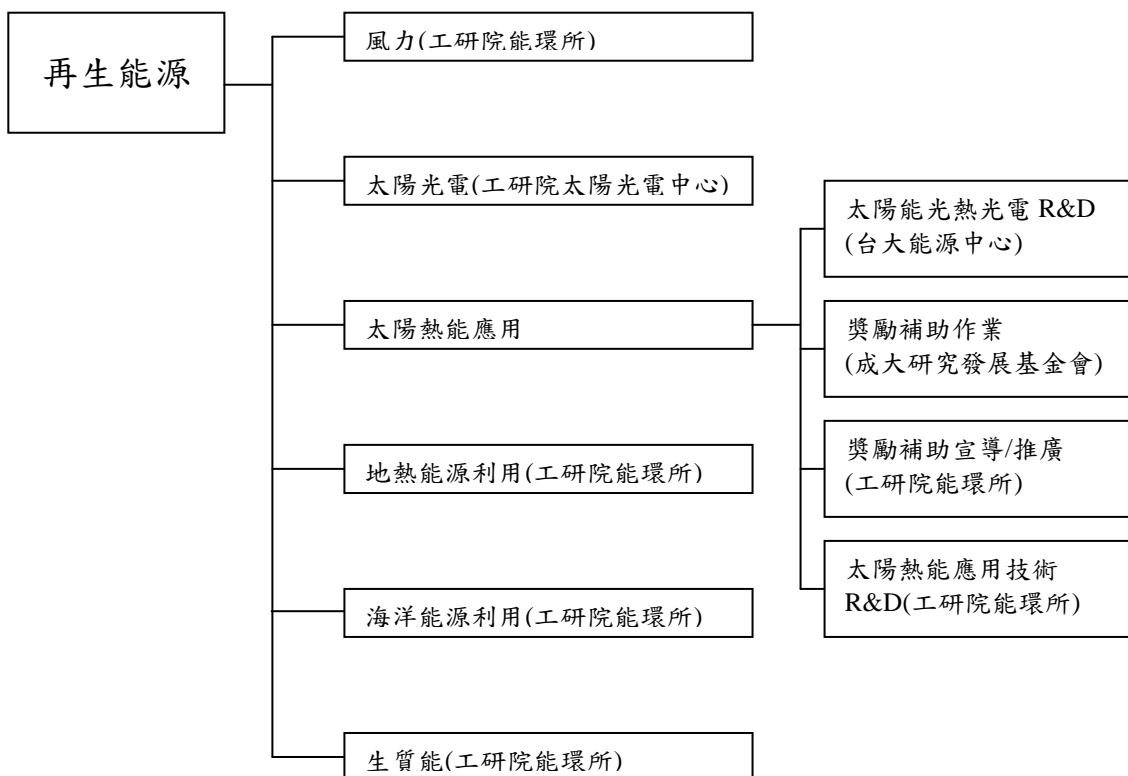 再生能源
風力(工研院能環所)
太陽光電(工研院太陽光電中心)
太陽熱能應用
地熱能源利用(工研院能環所)
海洋能源利用(工研院能環所)
生質能(工研院能環所)
太陽能光熱光電 R&D
(台大能源中心)
獎勵補助作業
(成大研究發展基金會)
獎勵補助宣導/推廣
(工研院能環所)
太陽熱能應用技術
R&D(工研院能環所)